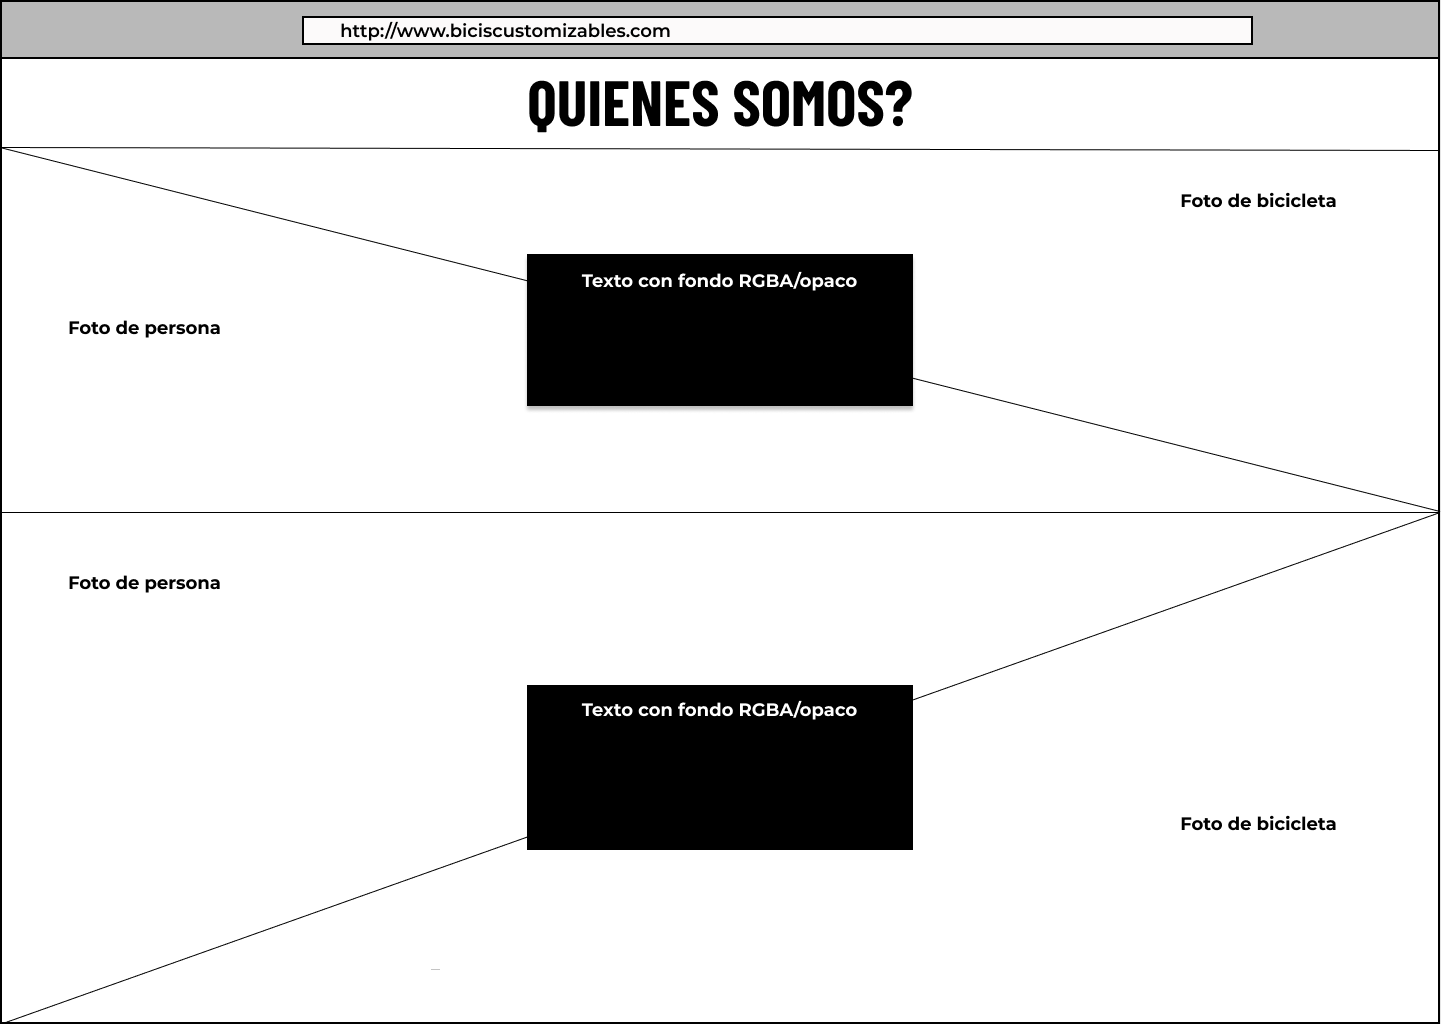 http://www.biciscustomizables.com
QUIENES SOMOS?
Foto de bicicleta
Texto con fondo RGBA/opaco
Foto de persona
Foto de persona
Texto con fondo RGBA/opaco
Foto de bicicleta